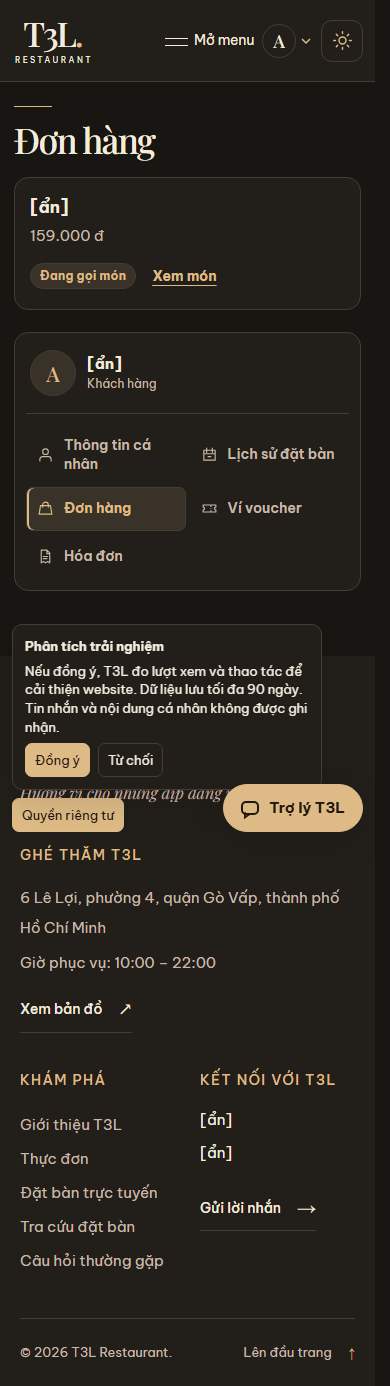 T3L.
RESTAURANT
Mở menu
A
Đơn hàng
[ẩn]
159.000 đ
Đang gọi món
Xem món
A
[ẩn]
Khách hàng
Thông tin cá
nhân
Lịch sử đặt bàn
Đơn hàng
Ví voucher
Hóa đơn
Phân tích trải nghiệm
Nếu đồng ý, T3L đo lượt xem và thao tác để
cải thiện website. Dữ liệu lưu tối đa 90 ngày.
Tin nhắn và nội dung cá nhân không được ghi
nhận.
Đồng ý
Từ chối
Hương vị cho những dịp đáng
Quyền riêng tư
Trợ lý T3L
GHÉ THĂM T3L
6 Lê Lợi, phường 4, quận Gò Vấp, thành phố
Hồ Chí Minh
Giờ phục vụ: 10:00 – 22:00
Xem bản đồ ↗
KHÁM PHÁ
Giới thiệu T3L
Thực đơn
Đặt bàn trực tuyến
Tra cứu đặt bàn
Câu hỏi thường gặp
KẾT NỐI VỚI T3L
[ẩn]
[ẩn]
Gửi lời nhắn →
© 2026 T3L Restaurant.
Lên đầu trang ↑